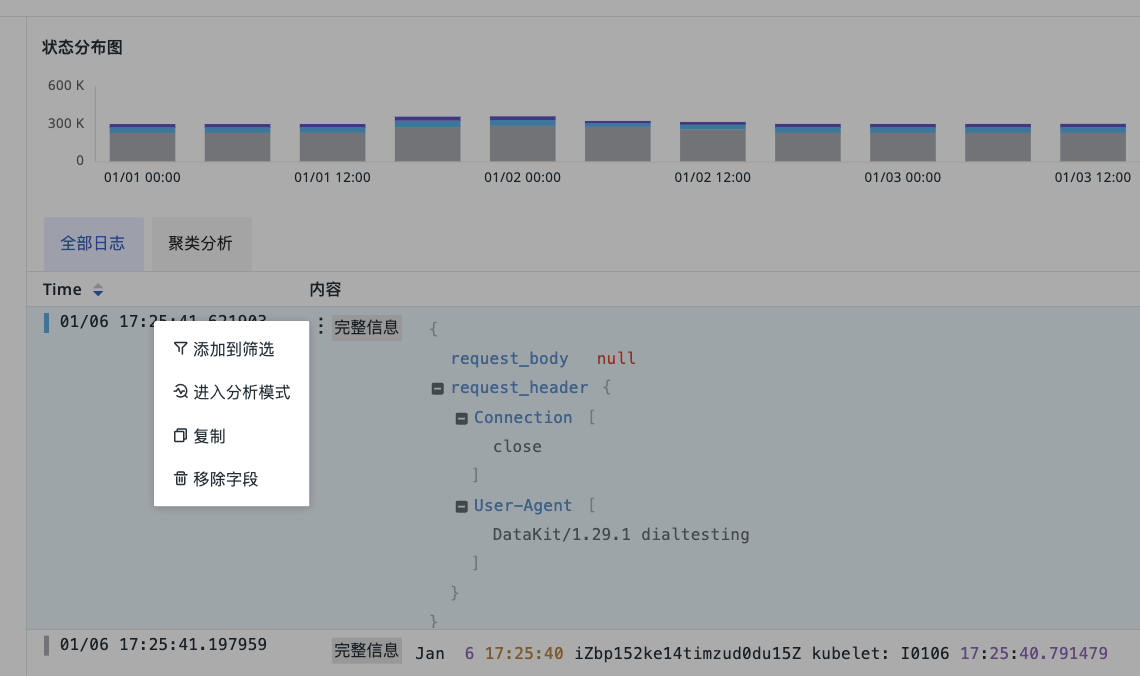 状态分布图
600 K
300 K
0
01/01 00:00 01/01 12:00 01/02 00:00 01/02 12:00 01/03 00:00 01/03 12:00
全部日志 聚类分析
Time 内容
01/06 17:25:41.621903 完整信息 {
添加到筛选
进入分析模式
复制
移除字段
request_body null
request_header {
Connection [
close
]
User-Agent [
DataKit/1.29.1 dialtesting
]
}
}
01/06 17:25:41.197959 完整信息 Jan 6 17:25:40 iZbp152ke14timzud0du15Z kubelet: I0106 17:25:40.791479